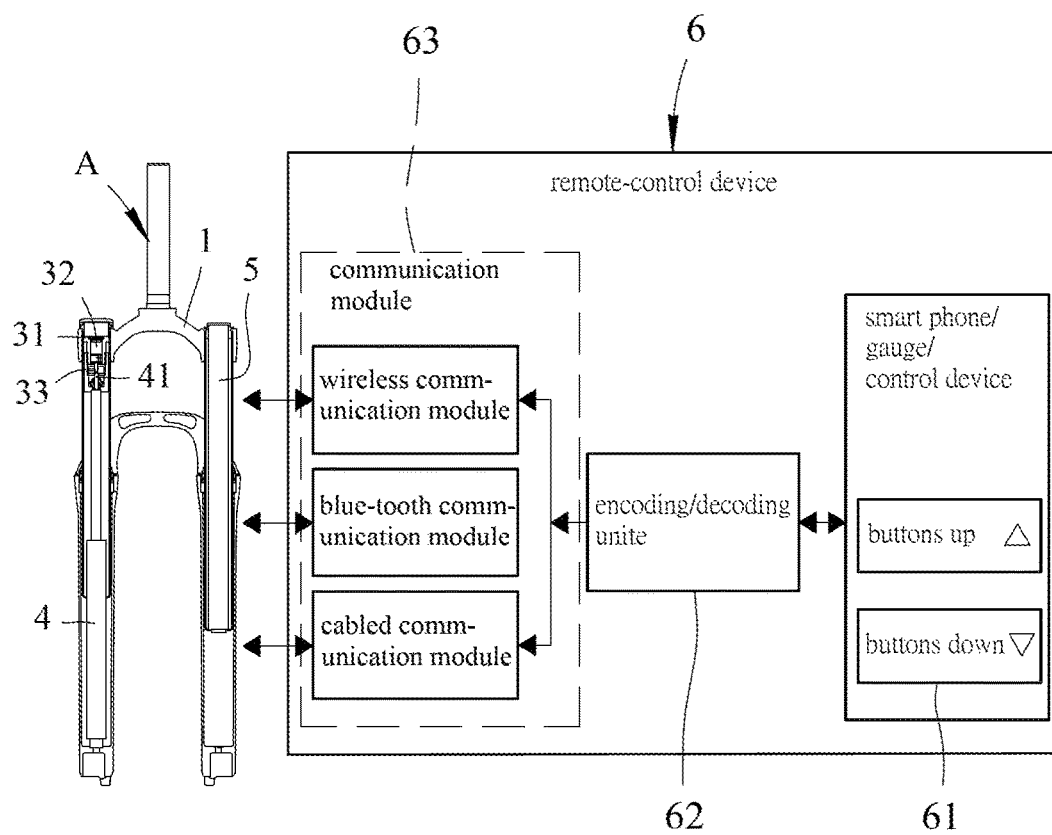 63
6
A
remote-control device
1
5
32
31
33
41
communication
module
smart phone/
gauge/
control device
wireless comm-
unication module
blue-tooth comm-
unication module
encoding/decoding
unite
buttons up
4
cabled comm-
unication module
buttons down
62
61